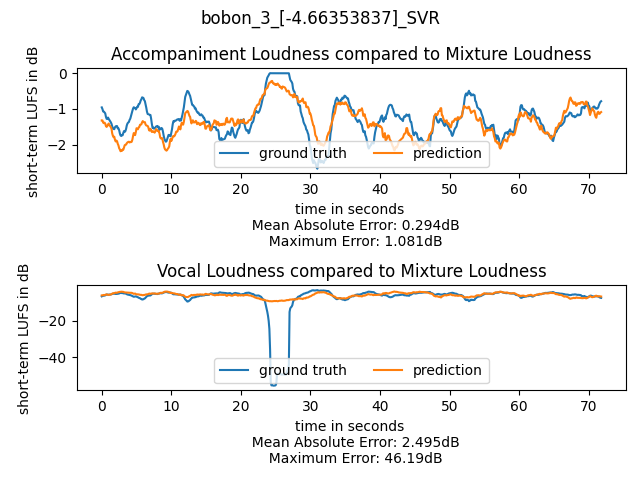 bobon_3_[-4.66353837]_SVR
Accompaniment Loudness compared to Mixture Loudness
short-term LUFS in dB
0
−1
−2
ground truth
prediction
0 10 20 30 40 50 60 70
time in seconds
Mean Absolute Error: 0.294dB
Maximum Error: 1.081dB
Vocal Loudness compared to Mixture Loudness
short-term LUFS in dB
−20
−40
ground truth
prediction
0 10 20 30 40 50 60 70
time in seconds
Mean Absolute Error: 2.495dB
Maximum Error: 46.19dB